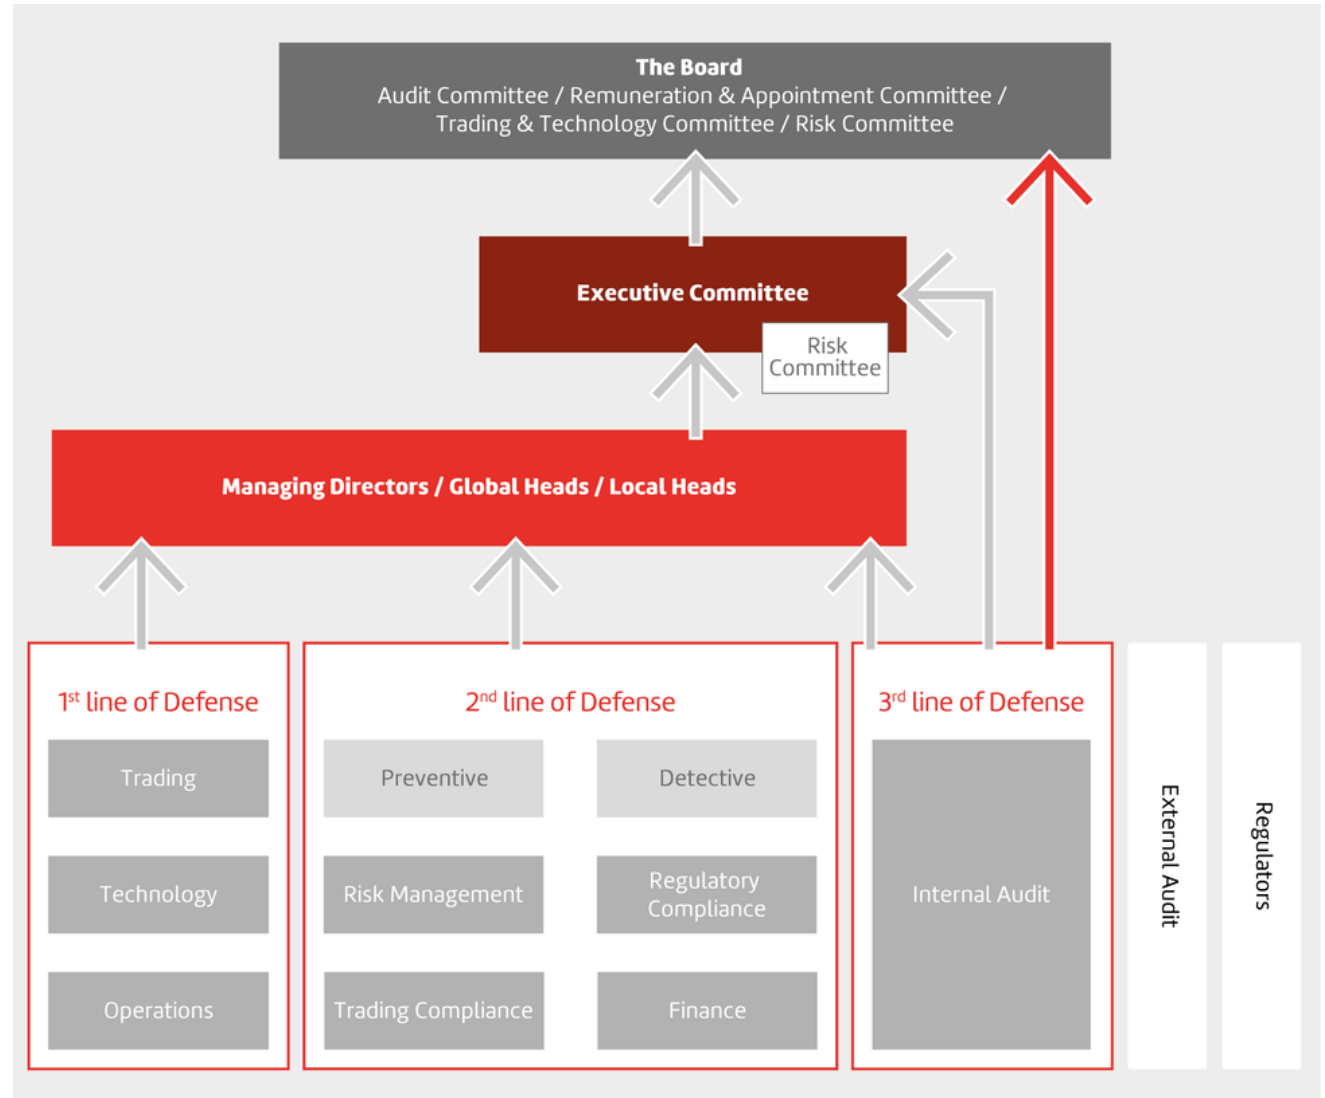 The Board
Audit Committee / Remuneration & Appointment Committee /
Trading & Technology Committee / Risk Committee
Executive Committee
Risk
Committee
Managing Directors / Global Heads / Local Heads
1st line of Defense
Trading
Technology
Operations
2nd line of Defense
Preventive
Risk Management
Trading Compliance
Detective
Regulatory
Compliance
Finance
3rd line of Defense
Internal Audit
External Audit
Regulators